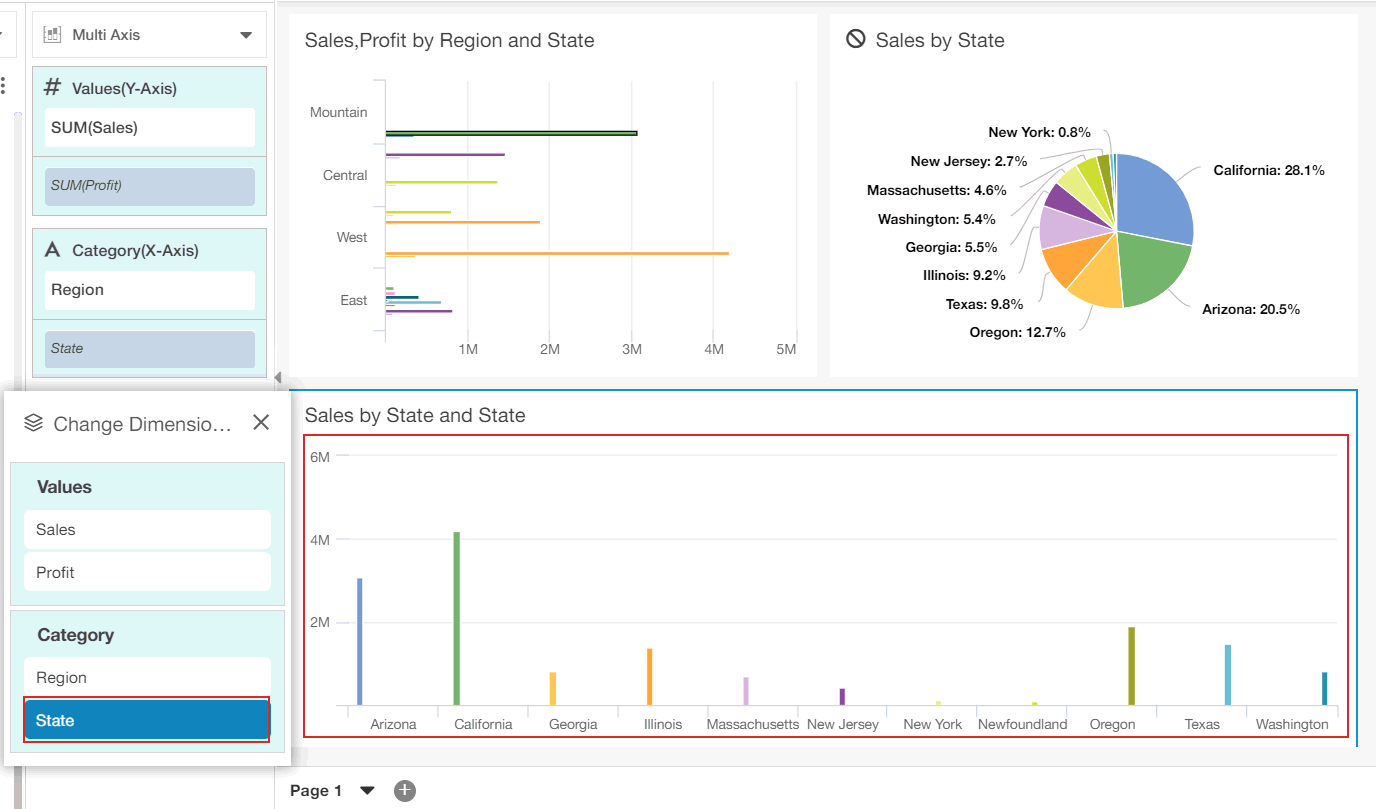 Multi Axis
# Values(Y-Axis)
SUM(Sales)
SUM(Profit)
A Category(X-Axis)
Region
State
Change Dimensio...
Values
Sales
Profit
Category
Region
State
Sales,Profit by Region and State
Mountain
Central
West
East
1M 2M 3M 4M 5M
Sales by State
New York: 0.8%
New Jersey: 2.7%
Massachusetts: 4.6%
Washington: 5.4%
Georgia: 5.5%
Illinois: 9.2%
Texas: 9.8%
Oregon: 12.7%
California: 28.1%
Arizona: 20.5%
Sales by State and State
6M
4M
2M
Arizona California Georgia Illinois Massachusetts New Jersey New York Newfoundland Oregon Texas Washington
Page 1